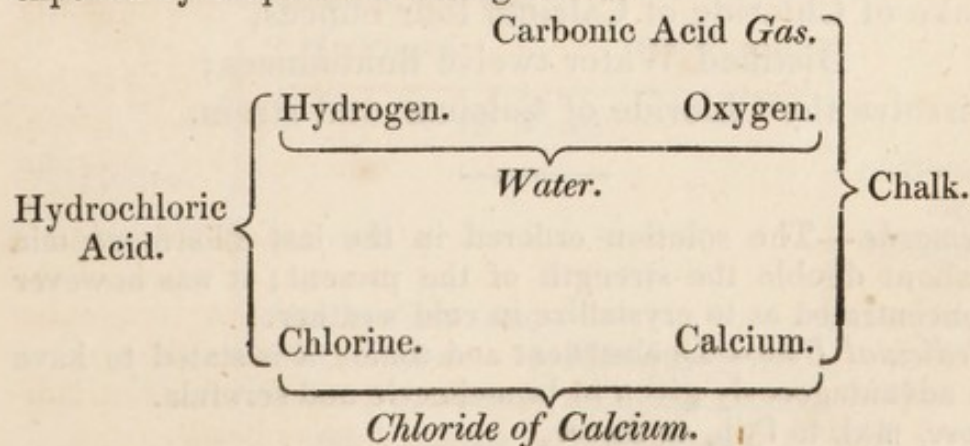 Carbonic Acid Gas.
Hydrogen. Oxygen.
Water.
Hydrochloric Acid.
Chalk.
Chlorine. Calcium.
Chloride of Calcium.